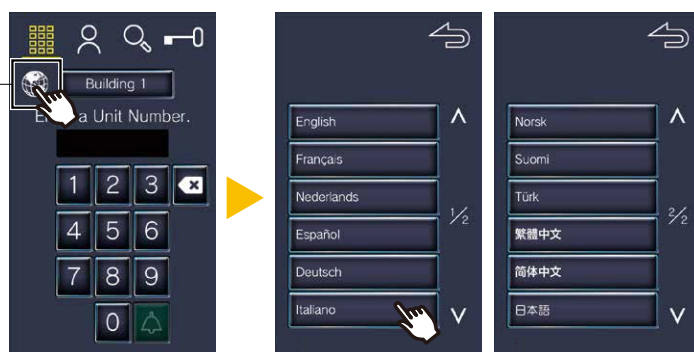 Building 1
Enter a Unit Number.
1 2 3
4 5 6
7 8 9
0
English
Français
Nederlands
Español
Deutsch
Italiano
1/2
Norsk
Suomi
Türk
繁體中文
简体中文
日本語
2/2